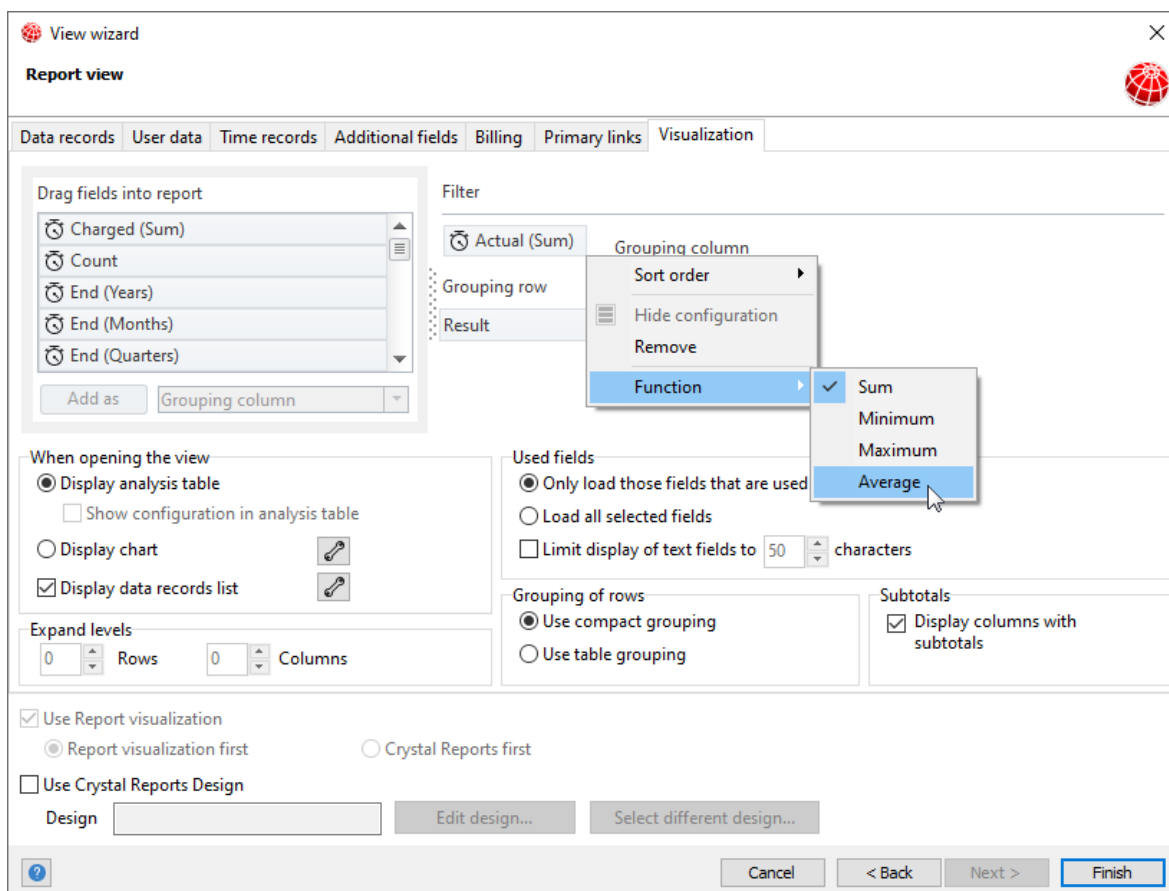 View wizard
Report view
Data records User data Time records Additional fields Billing Primary links Visualization
Drag fields into report
Charged (Sum)
Count
End (Years)
End (Months)
End (Quarters)
Add as Grouping column
Filter
Actual (Sum) Grouping column
Grouping row
Result
Sort order
Hide configuration
Remove
Function
Sum
Minimum
Maximum
Average
When opening the view
Display analysis table
Show configuration in analysis table
Display chart
Display data records list
Used fields
Only load those fields that are used
Load all selected fields
Limit display of text fields to 50 characters
Expand levels
0 Rows 0 Columns
Grouping of rows
Use compact grouping
Use table grouping
Subtotals
Display columns with
subtotals
Use Report visualization
Report visualization first Crystal Reports first
Use Crystal Reports Design
Design Edit design... Select different design...
? Cancel < Back Next > Finish